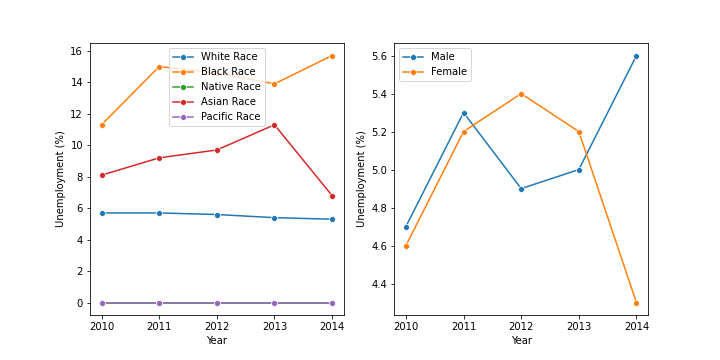 16
14
12
10
8
6
4
2
0
Unemployment (%)
White Race
Black Race
Native Race
Asian Race
Pacific Race
2010 2011 2012 2013 2014
Year
5.6
5.4
5.2
5.0
4.8
4.6
4.4
Unemployment (%)
Male
Female
2010 2011 2012 2013 2014
Year